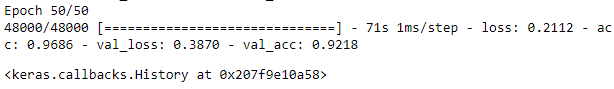 Epoch 50/50
48000/48000 [==============================] - 71s 1ms/step - loss: 0.2112 - ac
c: 0.9686 - val_loss: 0.3870 - val_acc: 0.9218
<keras.callbacks.History at 0x207f9e10a58>